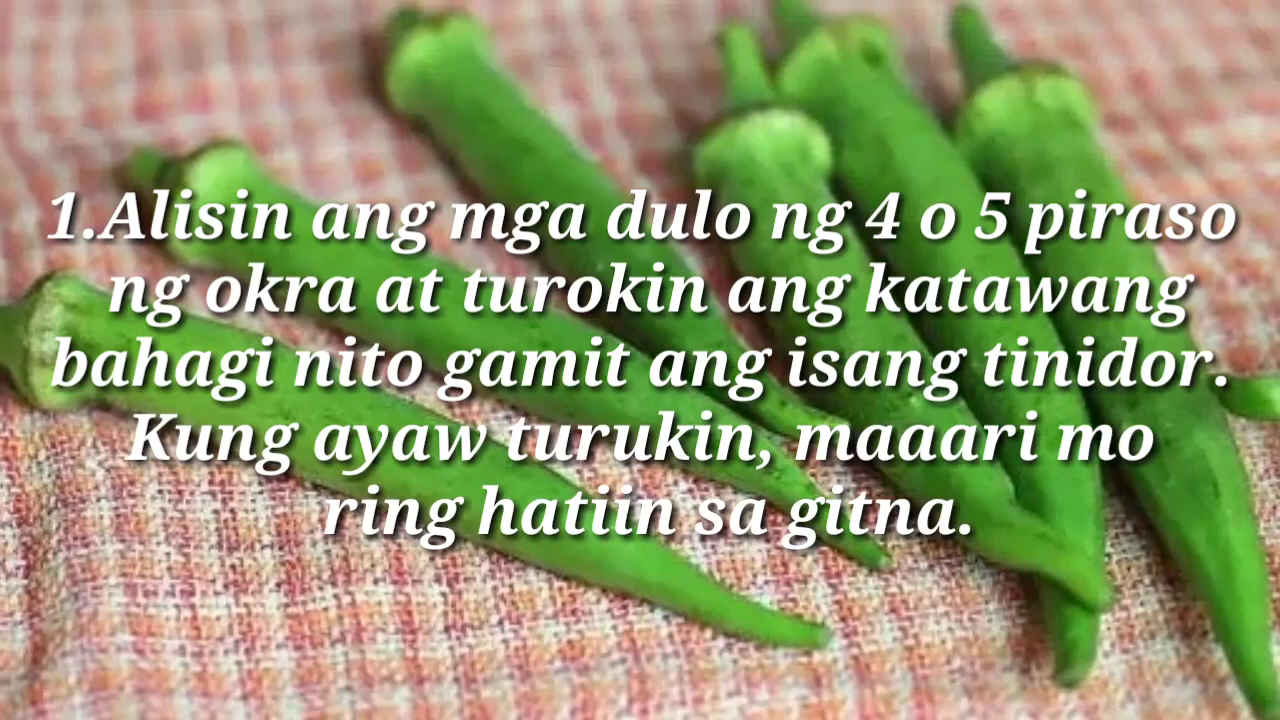 1.Alisin ang mga dulo ng 4 o 5 piraso
ng okra at turokin ang katawang
bahagi nito gamit ang isang tinidor.
Kung ayaw turukin, maaari mo
ring hatiin sa gitna.